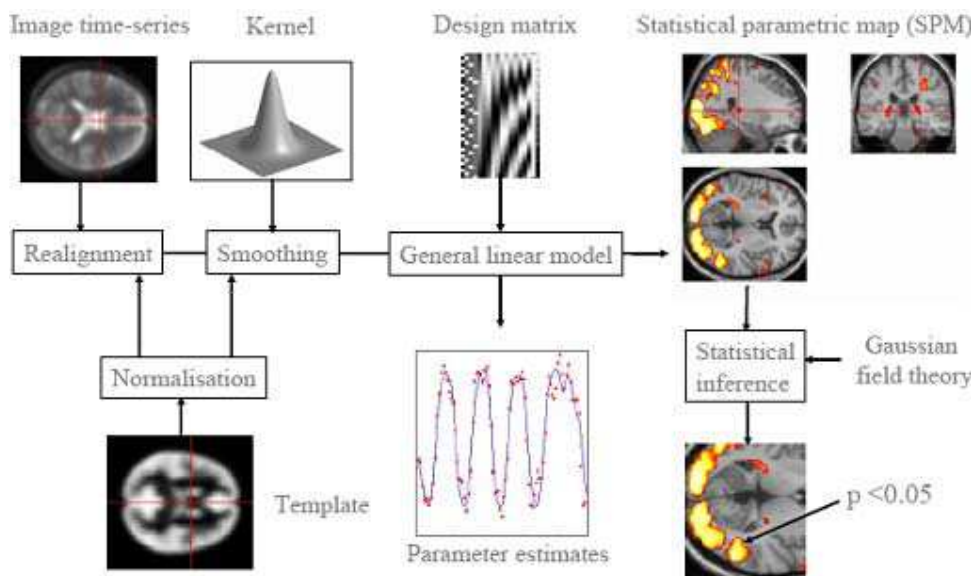 Image time-series
Kernel
Design matrix
Statistical parametric map (SPM)
Realignment
Smoothing
General linear model
Normalisation
Statistical
inference
Gaussian
field theory
Template
p <0.05
Parameter estimates